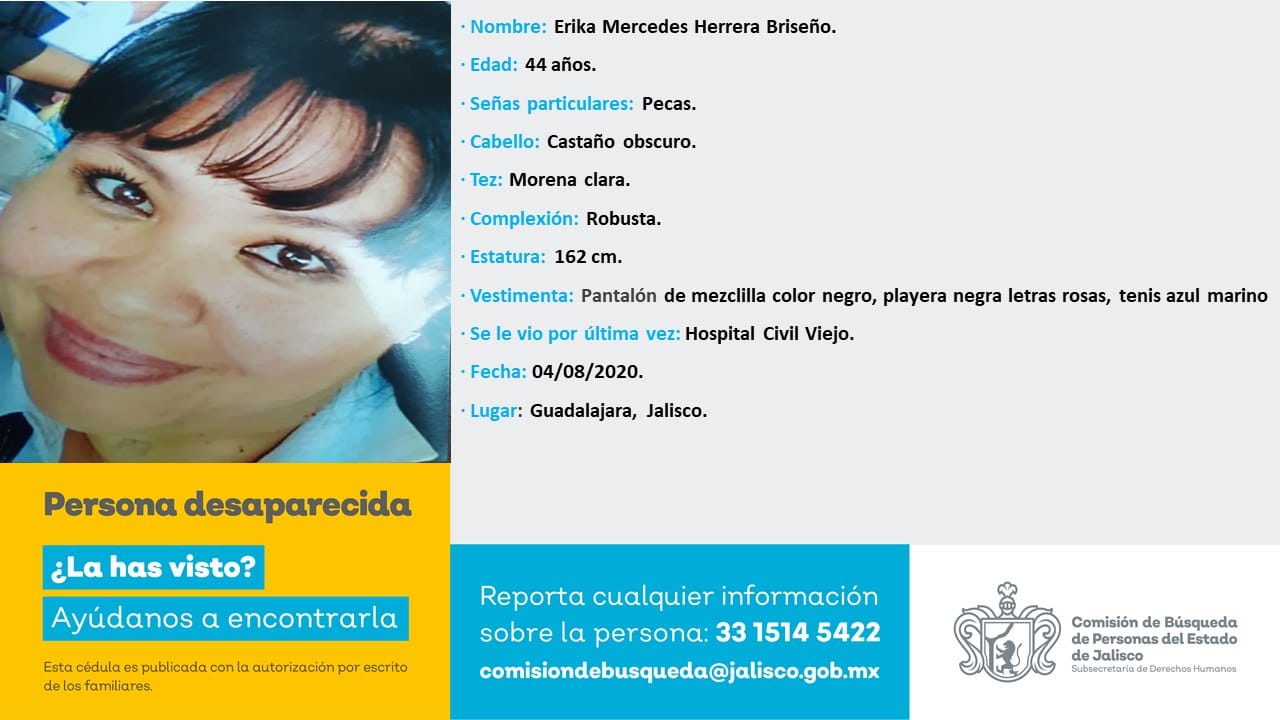 · Nombre: Erika Mercedes Herrera Briseño.
· Edad: 44 años.
· Señas particulares: Pecas.
· Cabello: Castaño obscuro.
· Tez: Morena clara.
· Complexión: Robusta.
· Estatura: 162 cm.
· Vestimenta: Pantalón de mezclilla color negro, playera negra letras rosas, tenis azul marino
· Se le vio por última vez: Hospital Civil Viejo.
· Fecha: 04/08/2020.
· Lugar: Guadalajara, Jalisco.
Persona desaparecida
¿La has visto?
Ayúdanos a encontrarla
Esta cédula es publicada con la autorización por escrito
de los familiares.
Reporta cualquier información
sobre la persona: 33 1514 5422
comisiondebusqueda@jalisco.gob.mx
Comisión de Búsqueda
de Personas del Estado
de Jalisco
Subsecretaría de Derechos Humanos